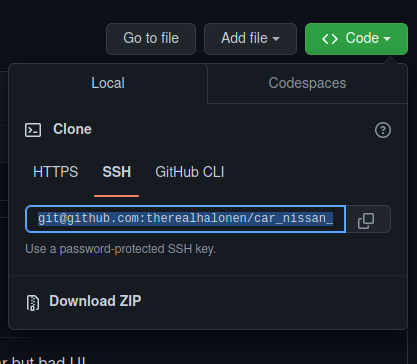 Go to file Add file Code
Local Codespaces
Clone
HTTPS SSH GitHub CLI
git@github.com:therealhalonen/car_nissan_
Use a password-protected SSH key.
Download ZIP
but bad UI